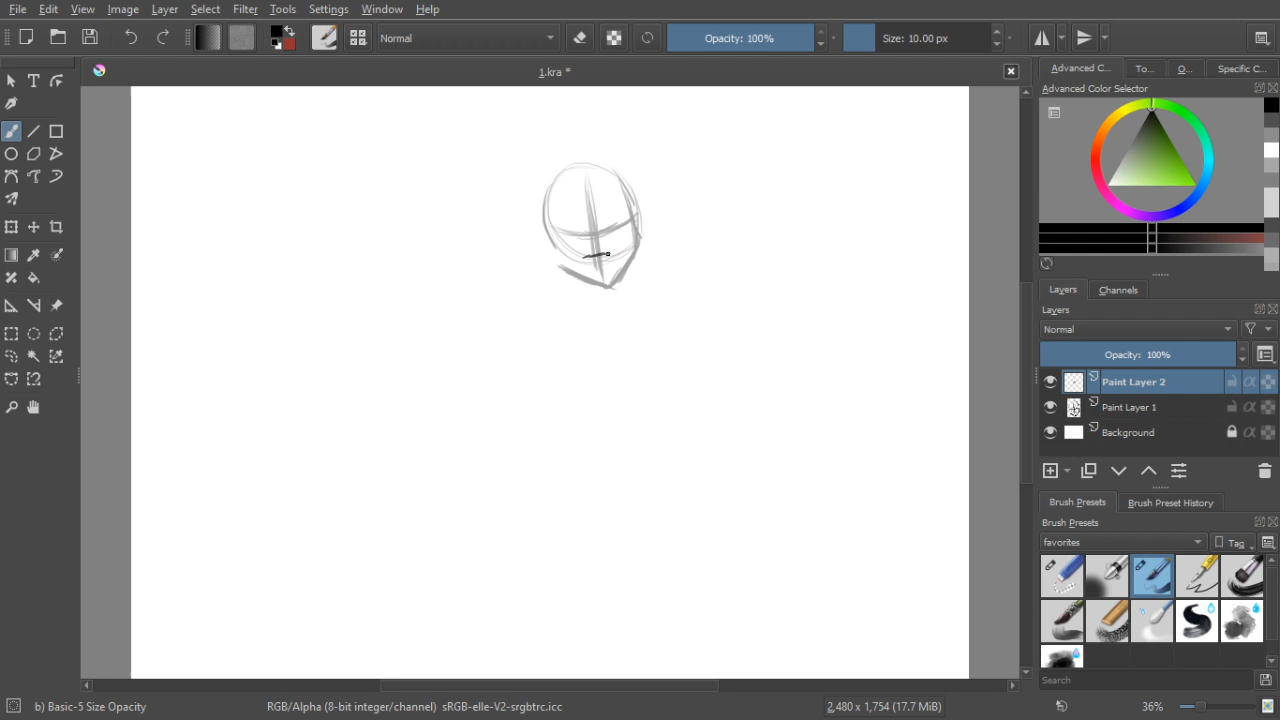 File Edit View Image Layer Select Filter Tools Settings Window Help
Normal Opacity: 100% Size: 10.00 px
1.kra *
Advanced C... To... O... Specific C...
Advanced Color Selector
Layers Channels
Layers
Normal
Opacity: 100%
Paint Layer 2
Paint Layer 1
Background
Brush Presets Brush Preset History
Brush Presets
favorites Tag
Search
b) Basic-5 Size Opacity RGB/Alpha (8-bit integer/channel) sRGB-elle-V2-srgbtrc.icc 2,480 x 1,754 (17.7 MiB) 36%